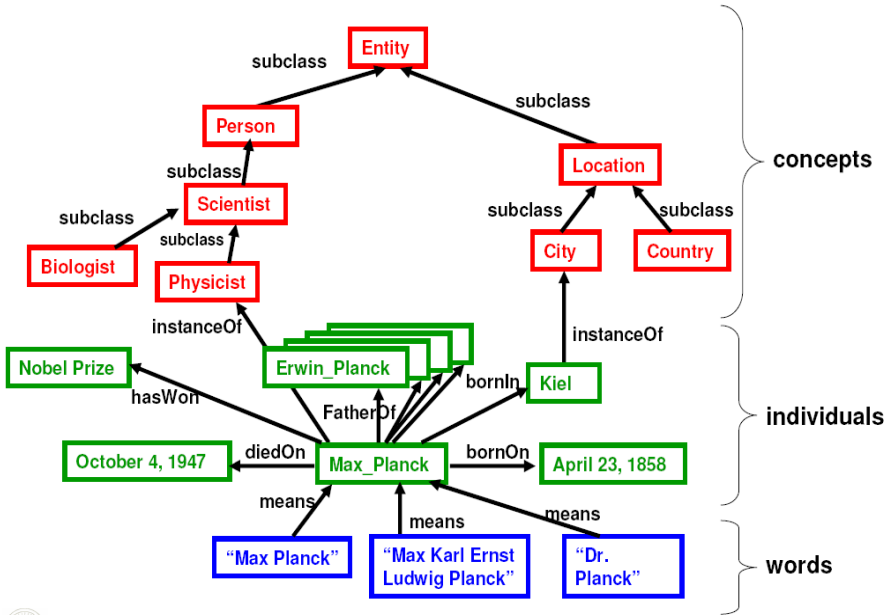 Entity
subclass
subclass
Person
Location
concepts
subclass
Scientist
subclass
subclass
subclass
subclass
Biologist
City
Country
Physicist
instanceOf
instanceOf
Nobel Prize
Erwin_Planck
bornIn
Kiel
hasWon
FatherOf
individuals
October 4, 1947
diedOn
Max_Planck
bornOn
April 23, 1858
means
means
means
“Max Planck”
“Max Karl Ernst
Ludwig Planck”
“Dr.
Planck”
words